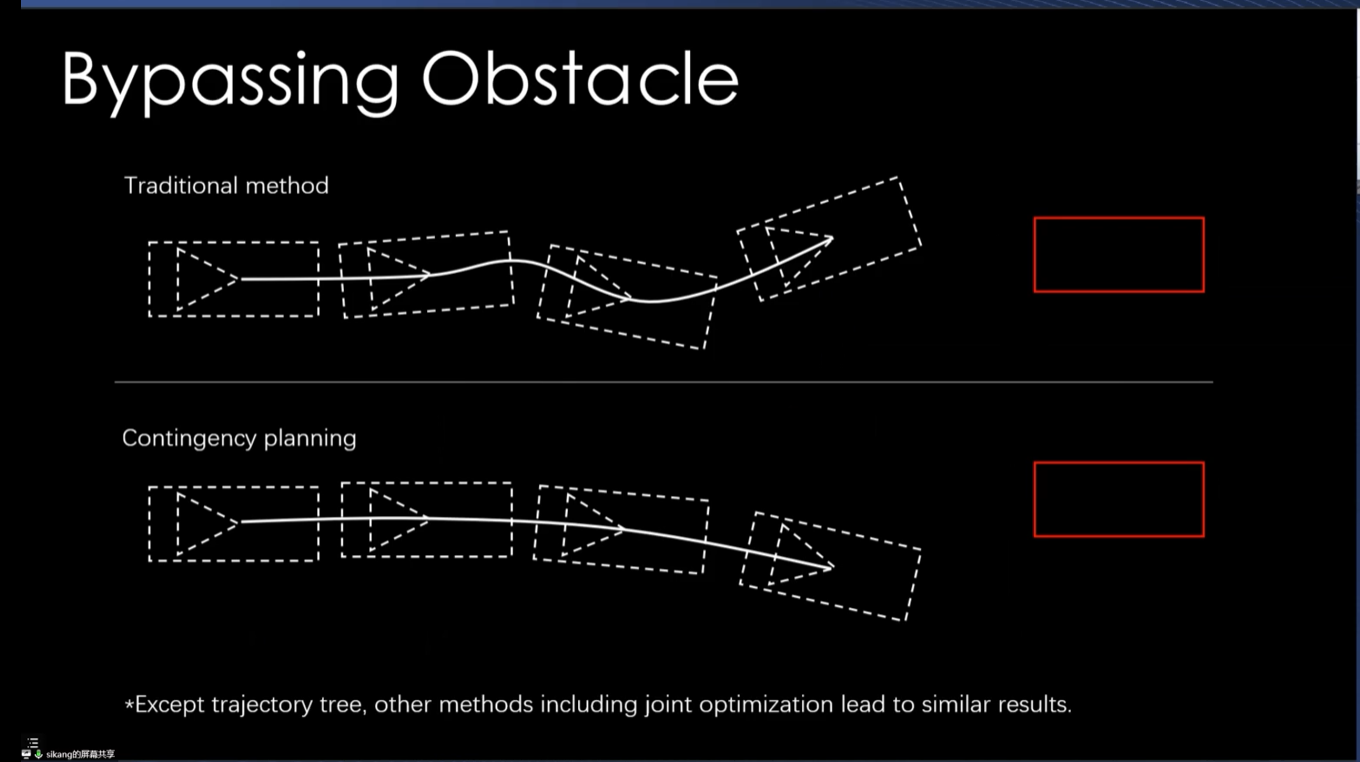 Bypassing Obstacle
Traditional method
Contingency planning
*Except trajectory tree, other methods including joint optimization lead to similar results.
sikang的屏幕共享